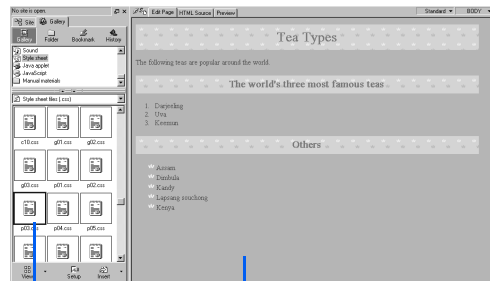 No site is open.
Site Gallery
Gallery Folder Bookmark History
Sound
Style sheet
Java applet
JavaScript
Manual materials
Style sheet files (.css)
c10.css g01.css g02.css
g03.css p01.css p02.css
p03.css p04.css p05.css
View Setup Insert
Edit Page HTML Source Preview Standard BODY
Tea Types
The following teas are popular around the world.
The world's three most famous teas
1. Darjeeling
2. Uva
3. Keemun
Others
Assam
Dimbula
Kandy
Lapsang souchong
Kenya